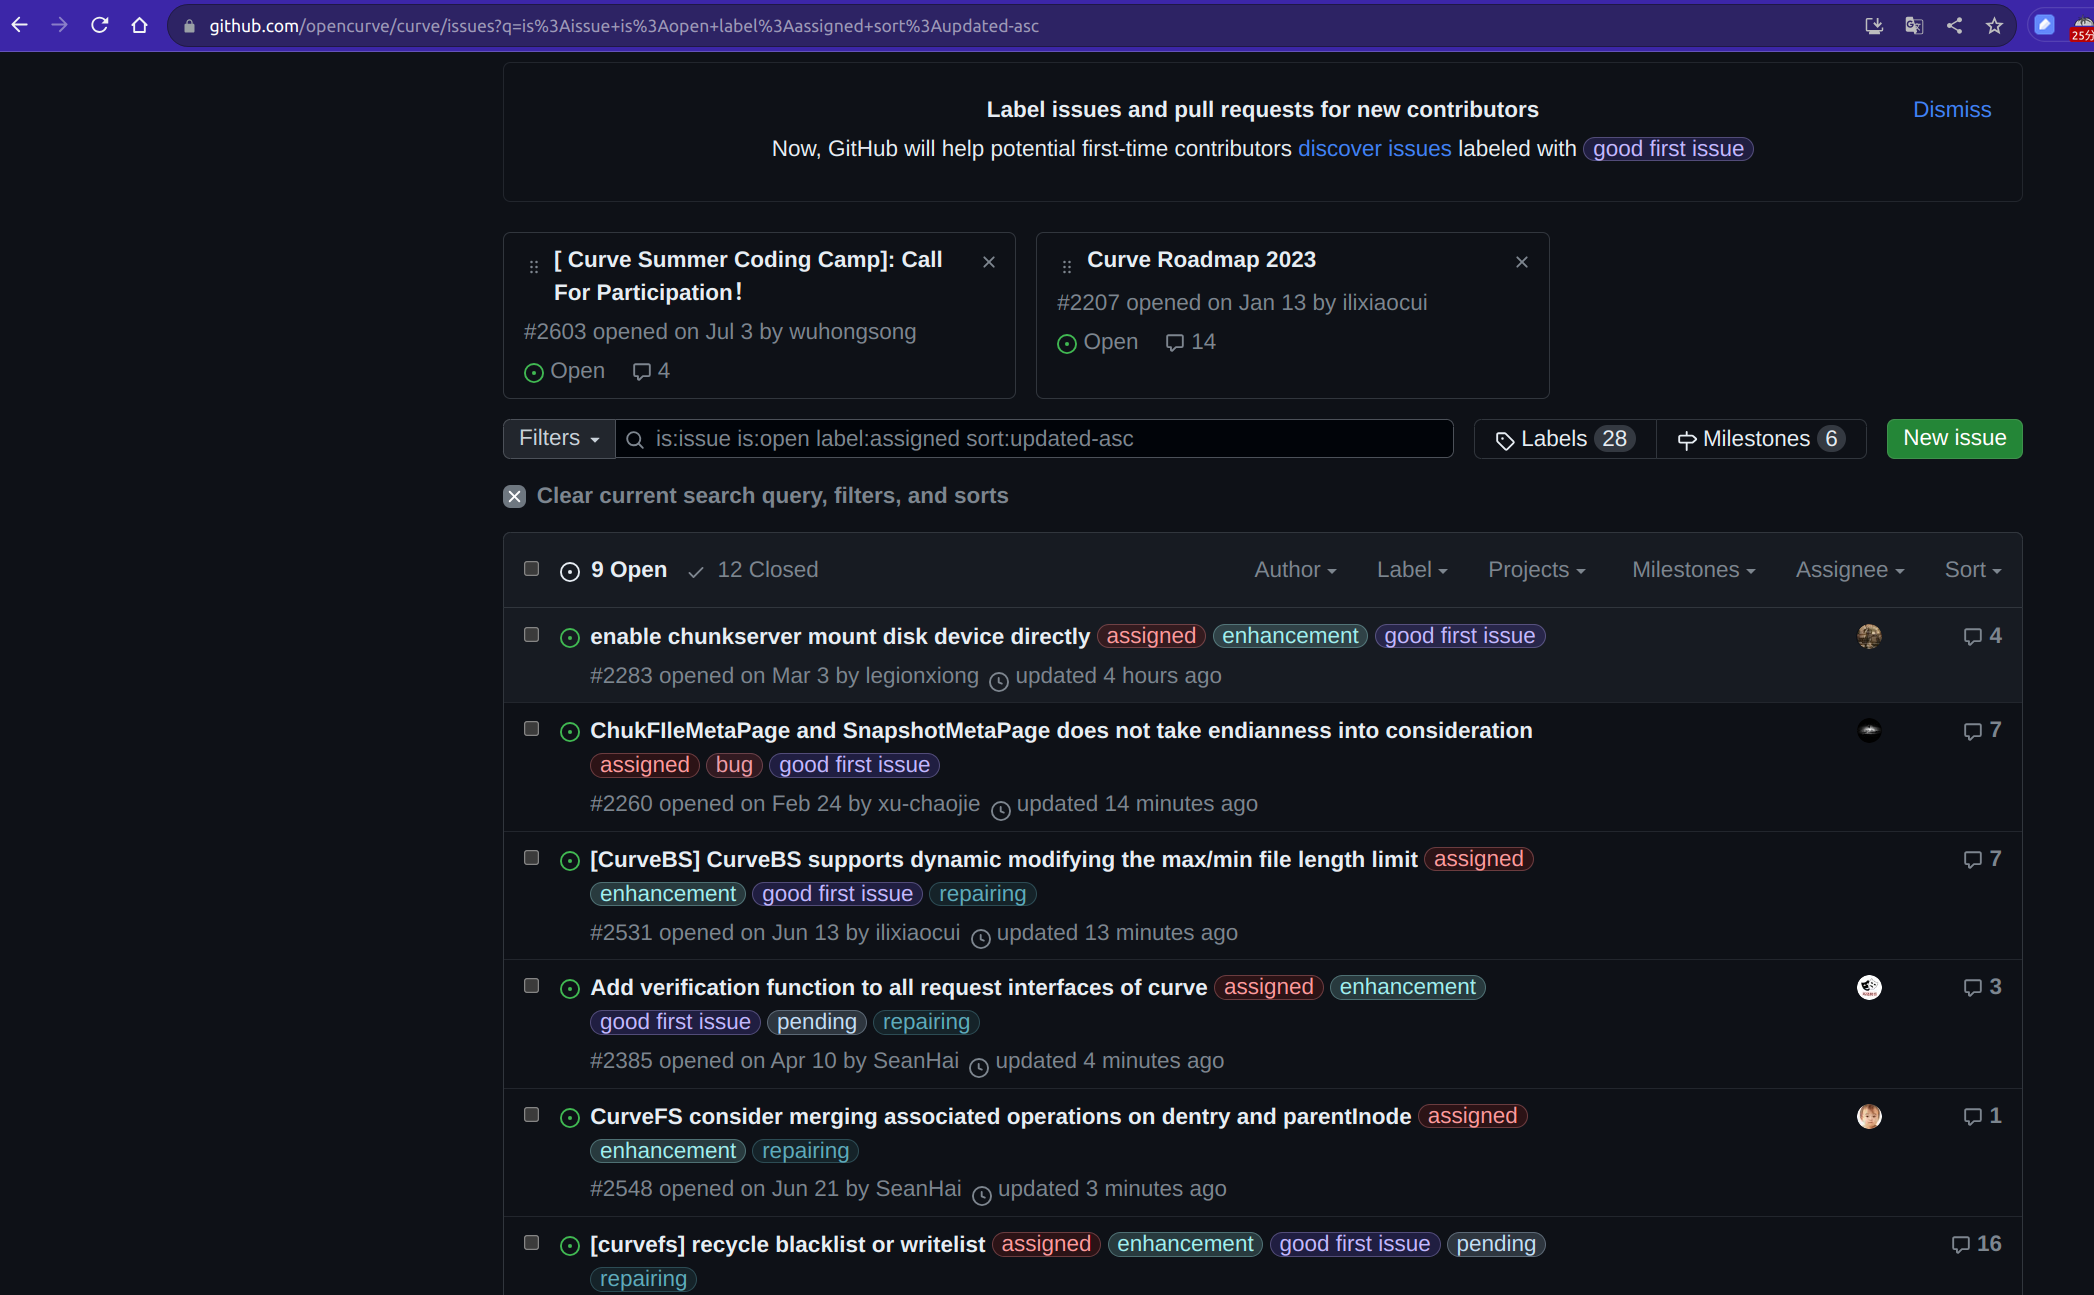 github.com/opencurve/curve/issues?q=is%3Aissue+is%3Aopen+label%3Aassigned+sort%3Aupdated-asc
25分
Label issues and pull requests for new contributors
Dismiss
Now, GitHub will help potential first-time contributors discover issues labeled with good first issue
[ Curve Summer Coding Camp]: Call
For Participation！
#2603 opened on Jul 3 by wuhongsong
Open 4
Curve Roadmap 2023
#2207 opened on Jan 13 by ilixiaocui
Open 14
Filters is:issue is:open label:assigned sort:updated-asc Labels 28 Milestones 6 New issue
Clear current search query, filters, and sorts
9 Open 12 Closed Author Label Projects Milestones Assignee Sort
enable chunkserver mount disk device directly assigned enhancement good first issue 4
#2283 opened on Mar 3 by legionxiong updated 4 hours ago
ChukFIleMetaPage and SnapshotMetaPage does not take endianness into consideration 7
assigned bug good first issue
#2260 opened on Feb 24 by xu-chaojie updated 14 minutes ago
[CurveBS] CurveBS supports dynamic modifying the max/min file length limit assigned 7
enhancement good first issue repairing
#2531 opened on Jun 13 by ilixiaocui updated 13 minutes ago
Add verification function to all request interfaces of curve assigned enhancement 3
good first issue pending repairing
#2385 opened on Apr 10 by SeanHai updated 4 minutes ago
CurveFS consider merging associated operations on dentry and parentInode assigned 1
enhancement repairing
#2548 opened on Jun 21 by SeanHai updated 3 minutes ago
[curvefs] recycle blacklist or writelist assigned enhancement good first issue pending 16
repairing